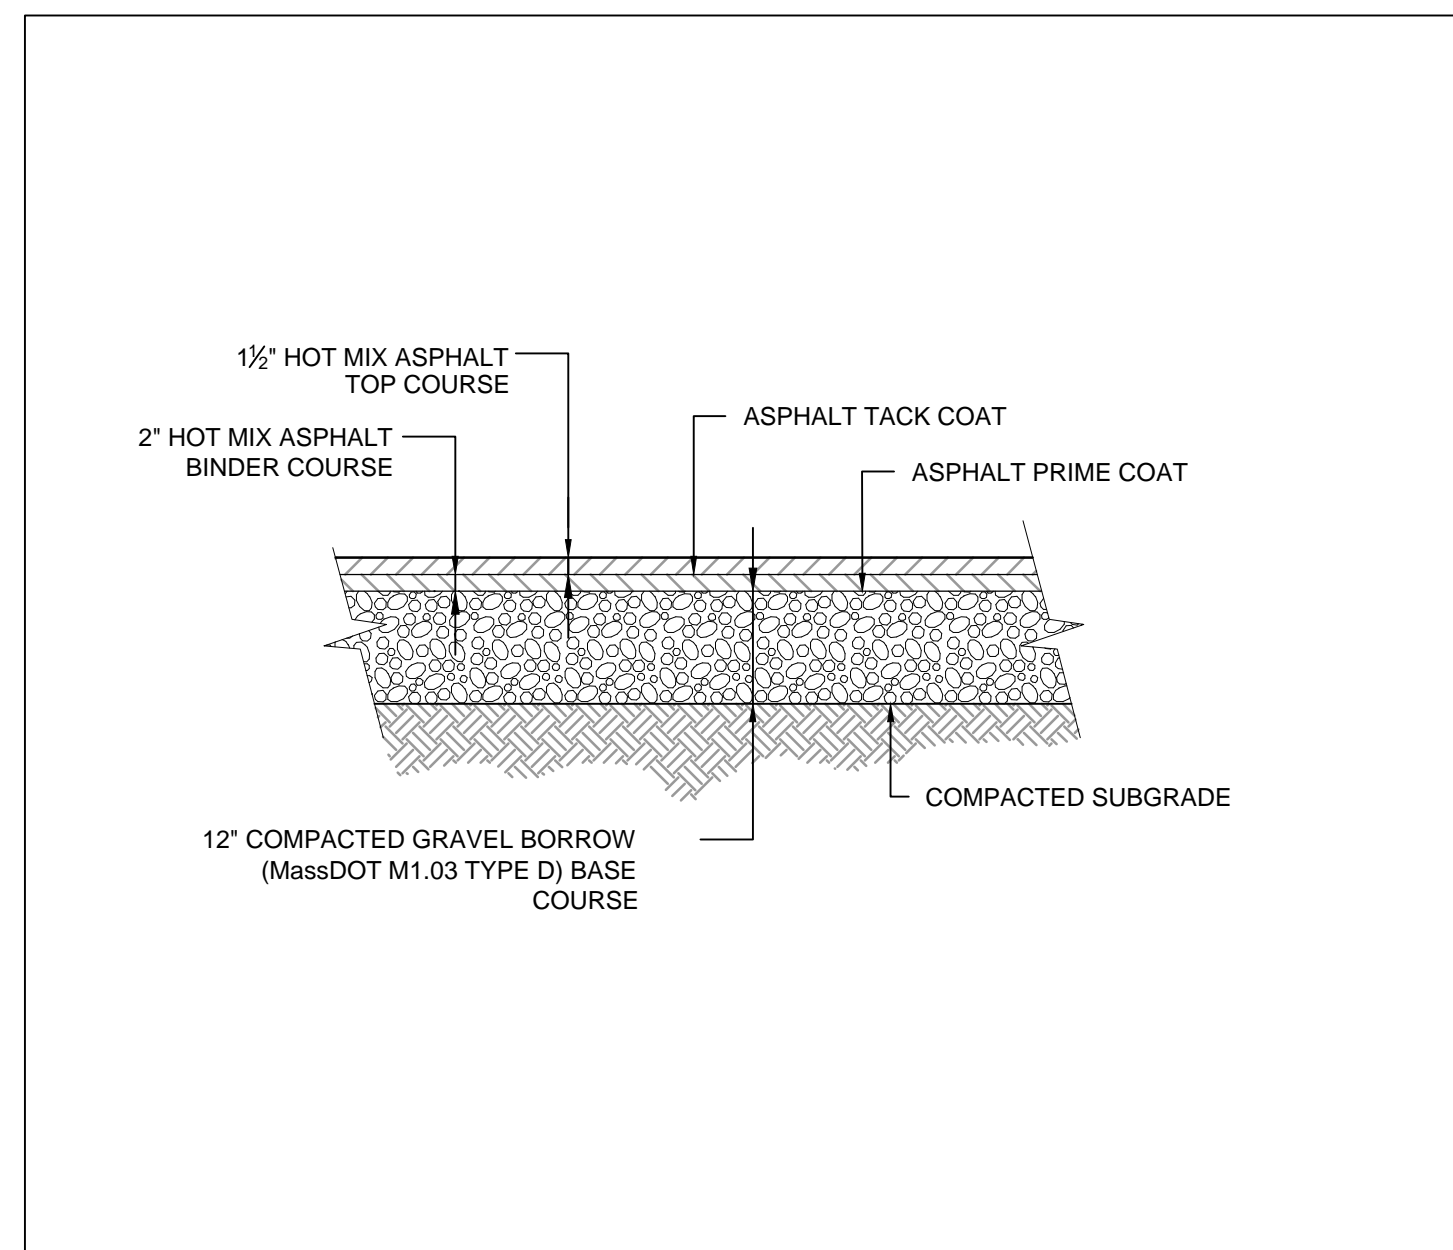 1½" HOT MIX ASPHALT
TOP COURSE
ASPHALT TACK COAT
2" HOT MIX ASPHALT
BINDER COURSE
ASPHALT PRIME COAT
COMPACTED SUBGRADE
12" COMPACTED GRAVEL BORROW
(MassDOT M1.03 TYPE D) BASE
COURSE